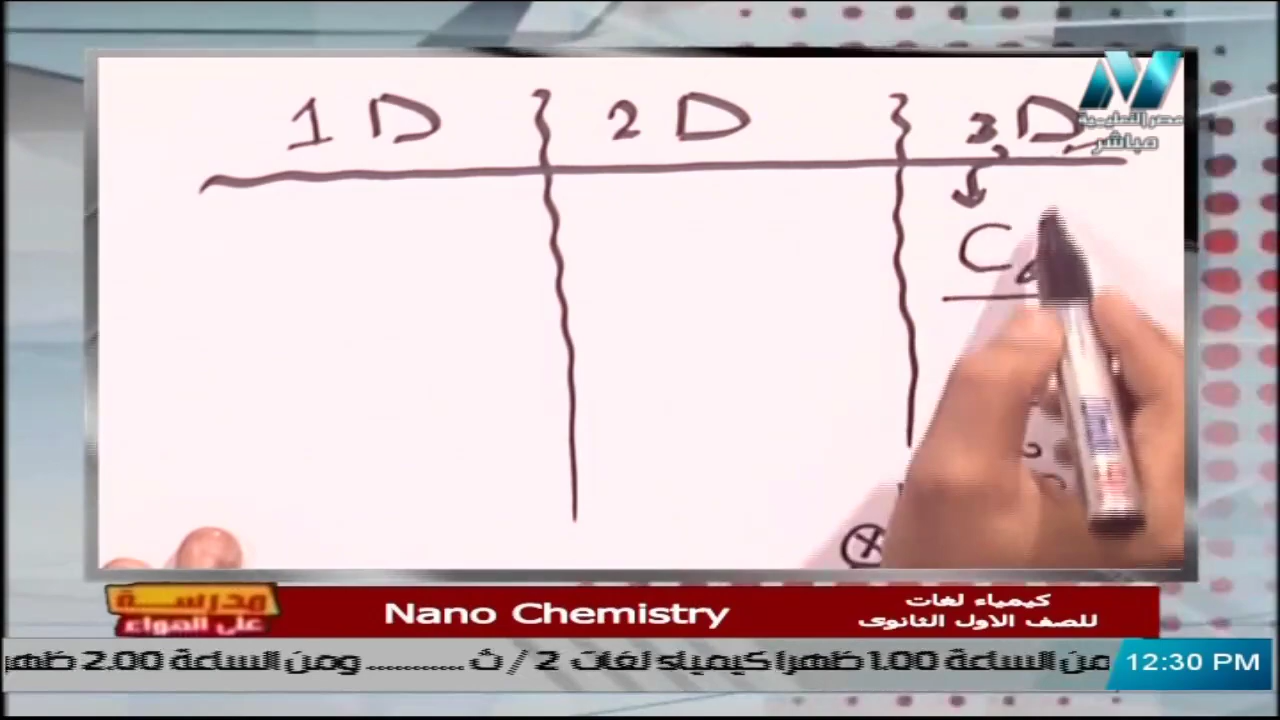 1D 2D 3D
مصر التعليمية
مباشر
مدرسة
على الهواء
Nano Chemistry
كيمياء لغات
للصف الاول الثانوى
من الساعة 1.00 ظهرا كيمياء لغات 2 / ث .......... ومن الساعة 2.00 ظهر
12:30 PM